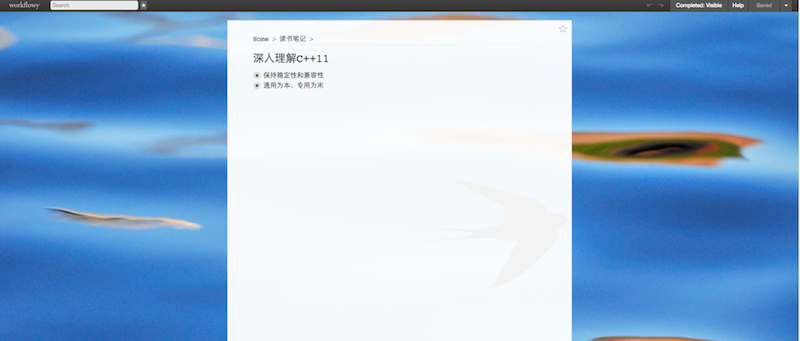 workflowy
Search
Completed: Visible
Help
Saved
Home > 读书笔记 >
深入理解C++11
保持稳定性和兼容性
通用为本，专用为末